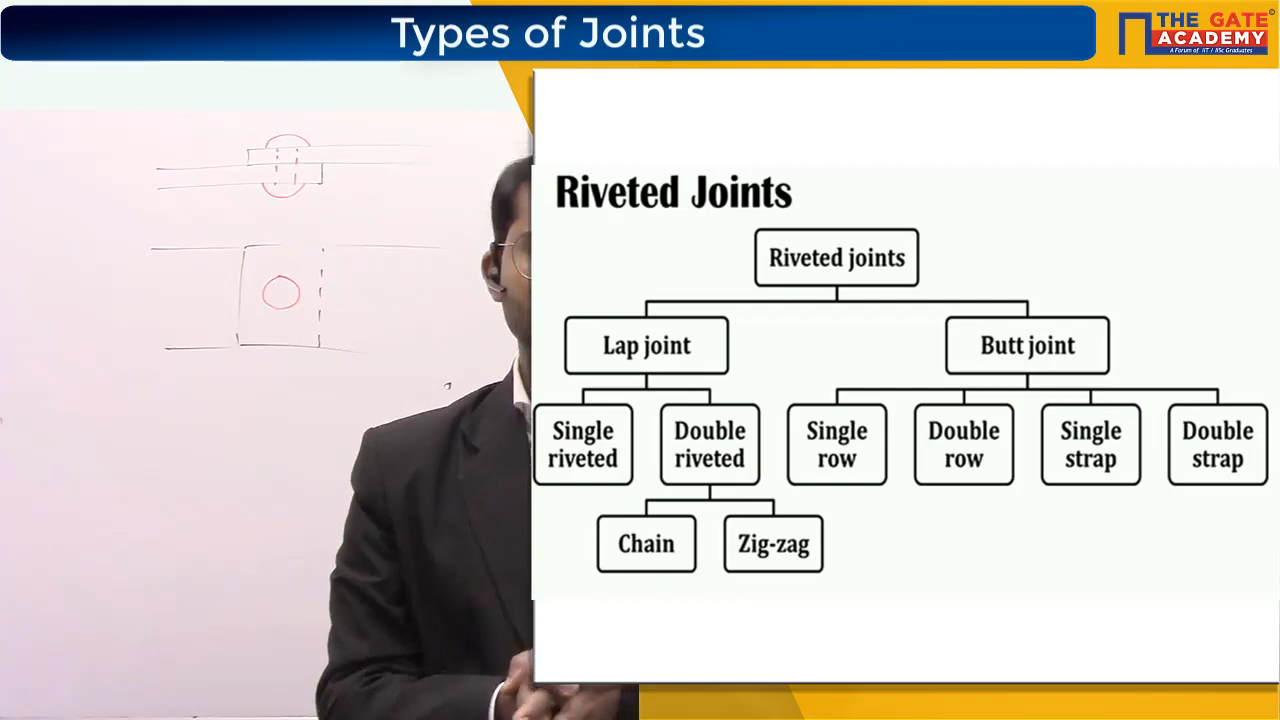 Types of Joints
THE GATE
ACADEMY
A Forum of IIT / IISc Graduates
Riveted Joints
Riveted joints
Lap joint
Butt joint
Single
riveted
Double
riveted
Single
row
Double
row
Single
strap
Double
strap
Chain
Zig-zag